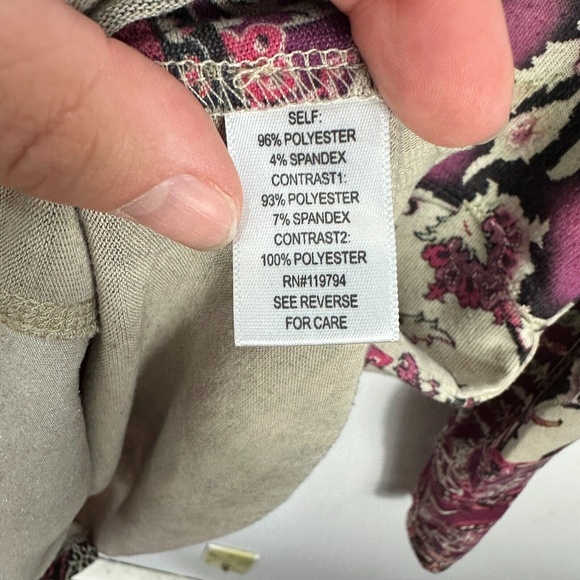 SELF:
96% POLYESTER
4% SPANDEX
CONTRAST1:
93% POLYESTER
7% SPANDEX
CONTRAST2:
100% POLYESTER
RN#119794
SEE REVERSE
FOR CARE